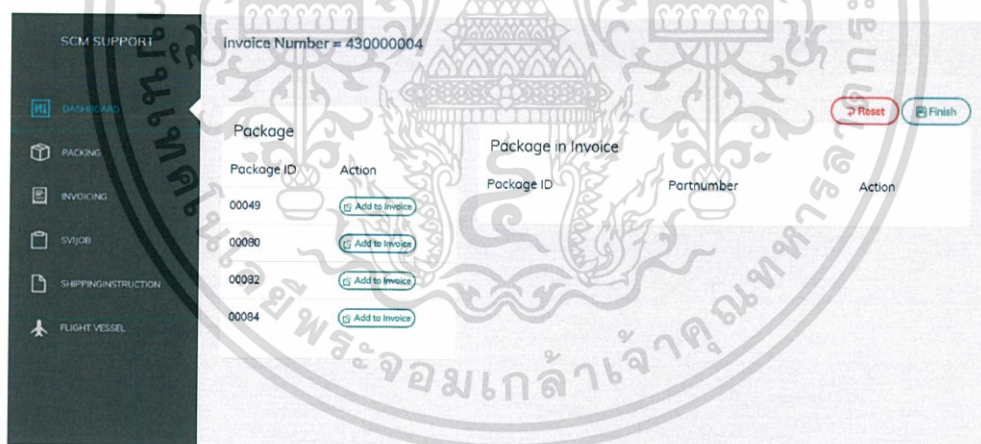 SCM SUPPORT
DASHBOARD
PACKING
INVOICING
SVIJOB
SHIPPINGINSTRUCTION
FLIGHT VESSEL
Invoice Number = 430000004
Reset
Finish
Package
Package ID Action
00049 Add to Invoice
00080 Add to Invoice
00082 Add to Invoice
00084 Add to Invoice
Package in Invoice
Package ID Partnumber Action
พระจอมเกล้าเจ้าคุณทหาร